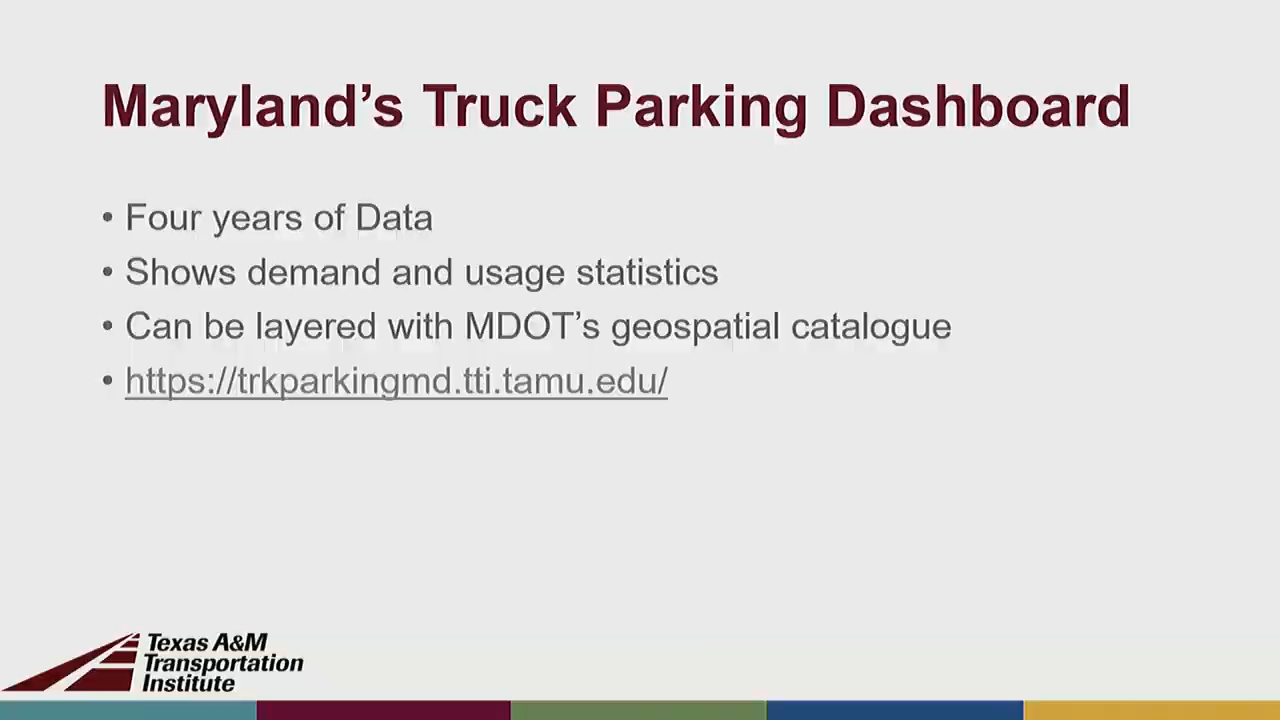 Maryland’s Truck Parking Dashboard
• Four years of Data
• Shows demand and usage statistics
• Can be layered with MDOT’s geospatial catalogue
• https://trkparkingmd.tti.tamu.edu/
Texas A&M
Transportation
Institute